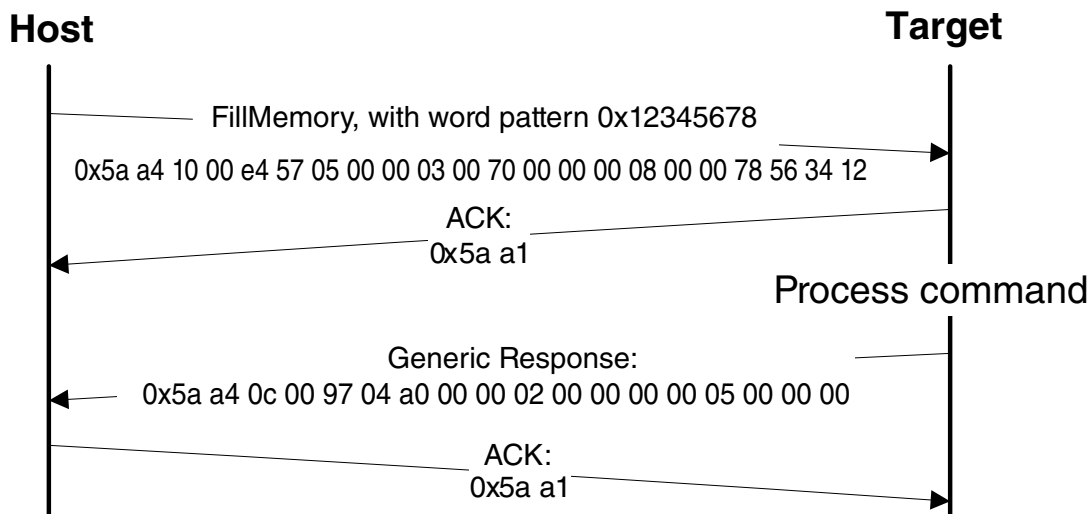 Host
Target
FillMemory, with word pattern 0x12345678
0x5a a4 10 00 e4 57 05 00 00 03 00 70 00 00 00 08 00 00 78 56 34 12
ACK:
0x5a a1
Process command
Generic Response:
0x5a a4 0c 00 97 04 a0 00 00 02 00 00 00 00 05 00 00 00
ACK:
0x5a a1